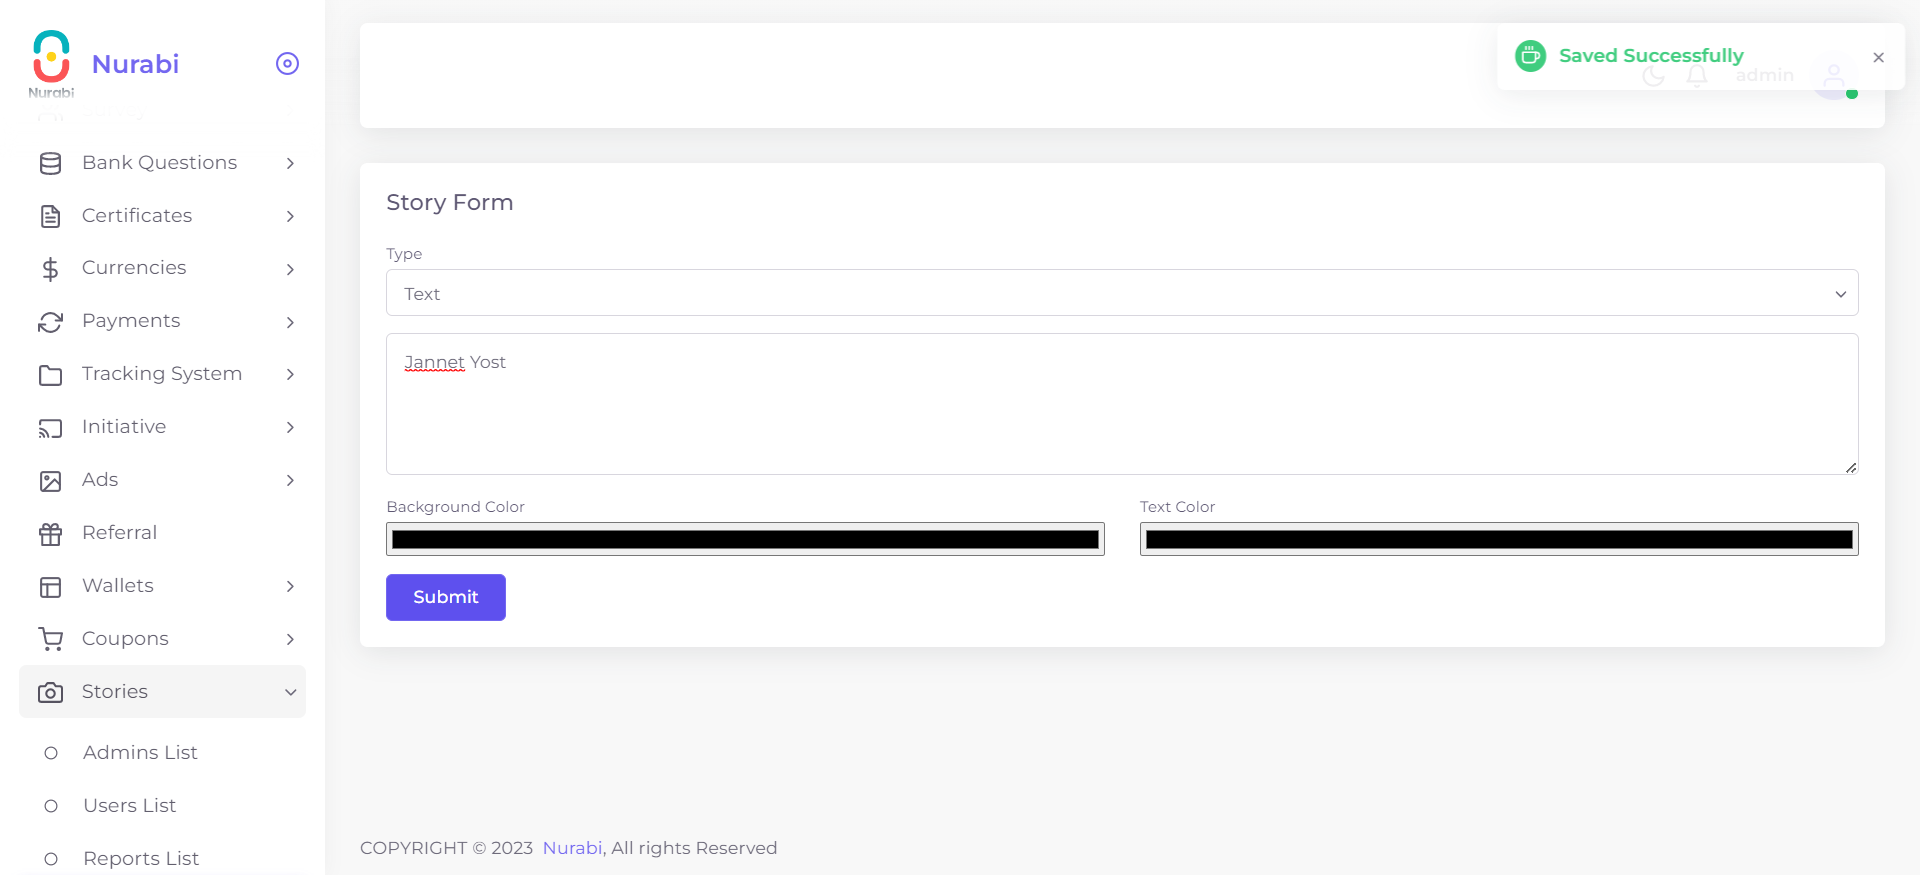 Nurabi
Nurabi
Bank Questions
Certificates
Currencies
Payments
Tracking System
Initiative
Ads
Referral
Wallets
Coupons
Stories
Admins List
Users List
Reports List
Saved Successfully
admin
Story Form
Type
Text
Jannet Yost
Background Color
Text Color
Submit
COPYRIGHT © 2023 Nurabi, All rights Reserved